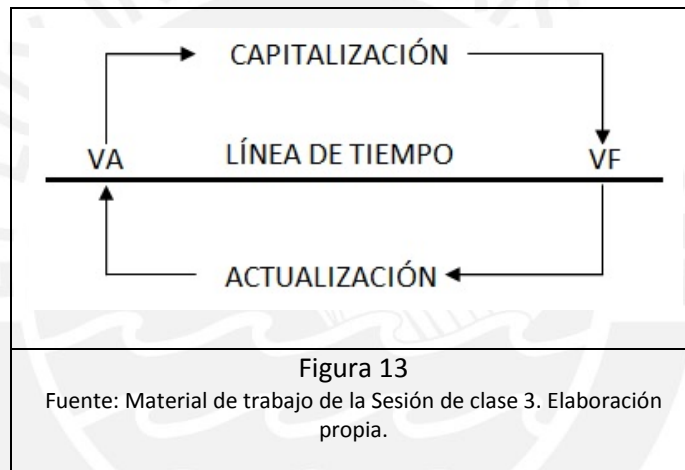 CAPITALIZACIÓN
VA LÍNEA DE TIEMPO VF
ACTUALIZACIÓN
Figura 13
Fuente: Material de trabajo de la Sesión de clase 3. Elaboración
propia.